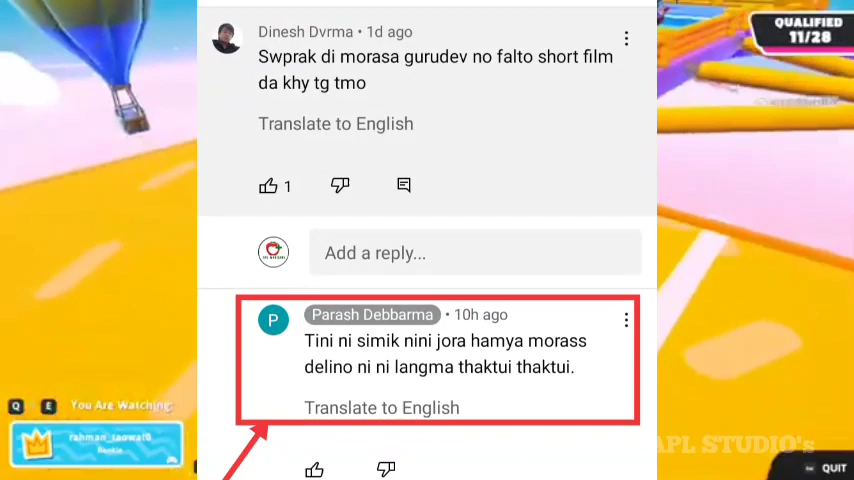 Dinesh Dvrma • 1d ago
Swprak di morasa gurudev no falto short film
da khy tg tmo
Translate to English
1
Add a reply...
P
Parash Debbarma • 10h ago
Tini ni simik nini jora hamya morass
delino ni ni langma thaktui thaktui.
Translate to English
QUALIFIED
11/28
Q E You Are Watching:
rahman_taowat0
APL STUDIO's
QUIT